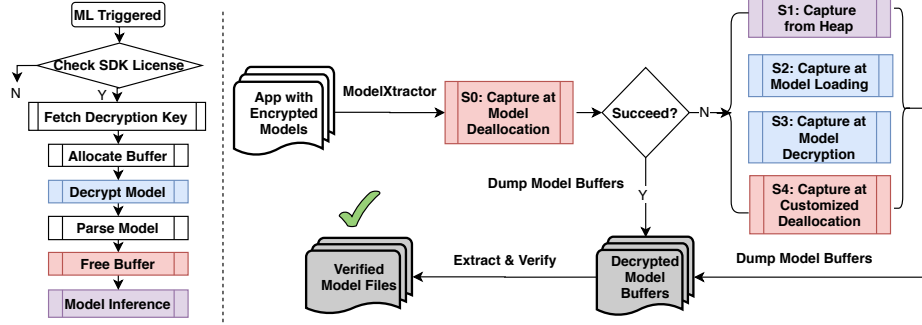 ML Triggered
Check SDK License
N
Y
Fetch Decryption Key
Allocate Buffer
Decrypt Model
Parse Model
Free Buffer
Model Inference
App with
Encrypted
Models
ModelXtractor
S0: Capture at
Model
Deallocation
Succeed?
N
Y
S1: Capture
from Heap
S2: Capture at
Model Loading
S3: Capture at
Model
Decryption
S4: Capture at
Customized
Deallocation
Dump Model Buffers
Dump Model Buffers
Decrypted
Model
Buffers
Extract & Verify
Verified
Model Files